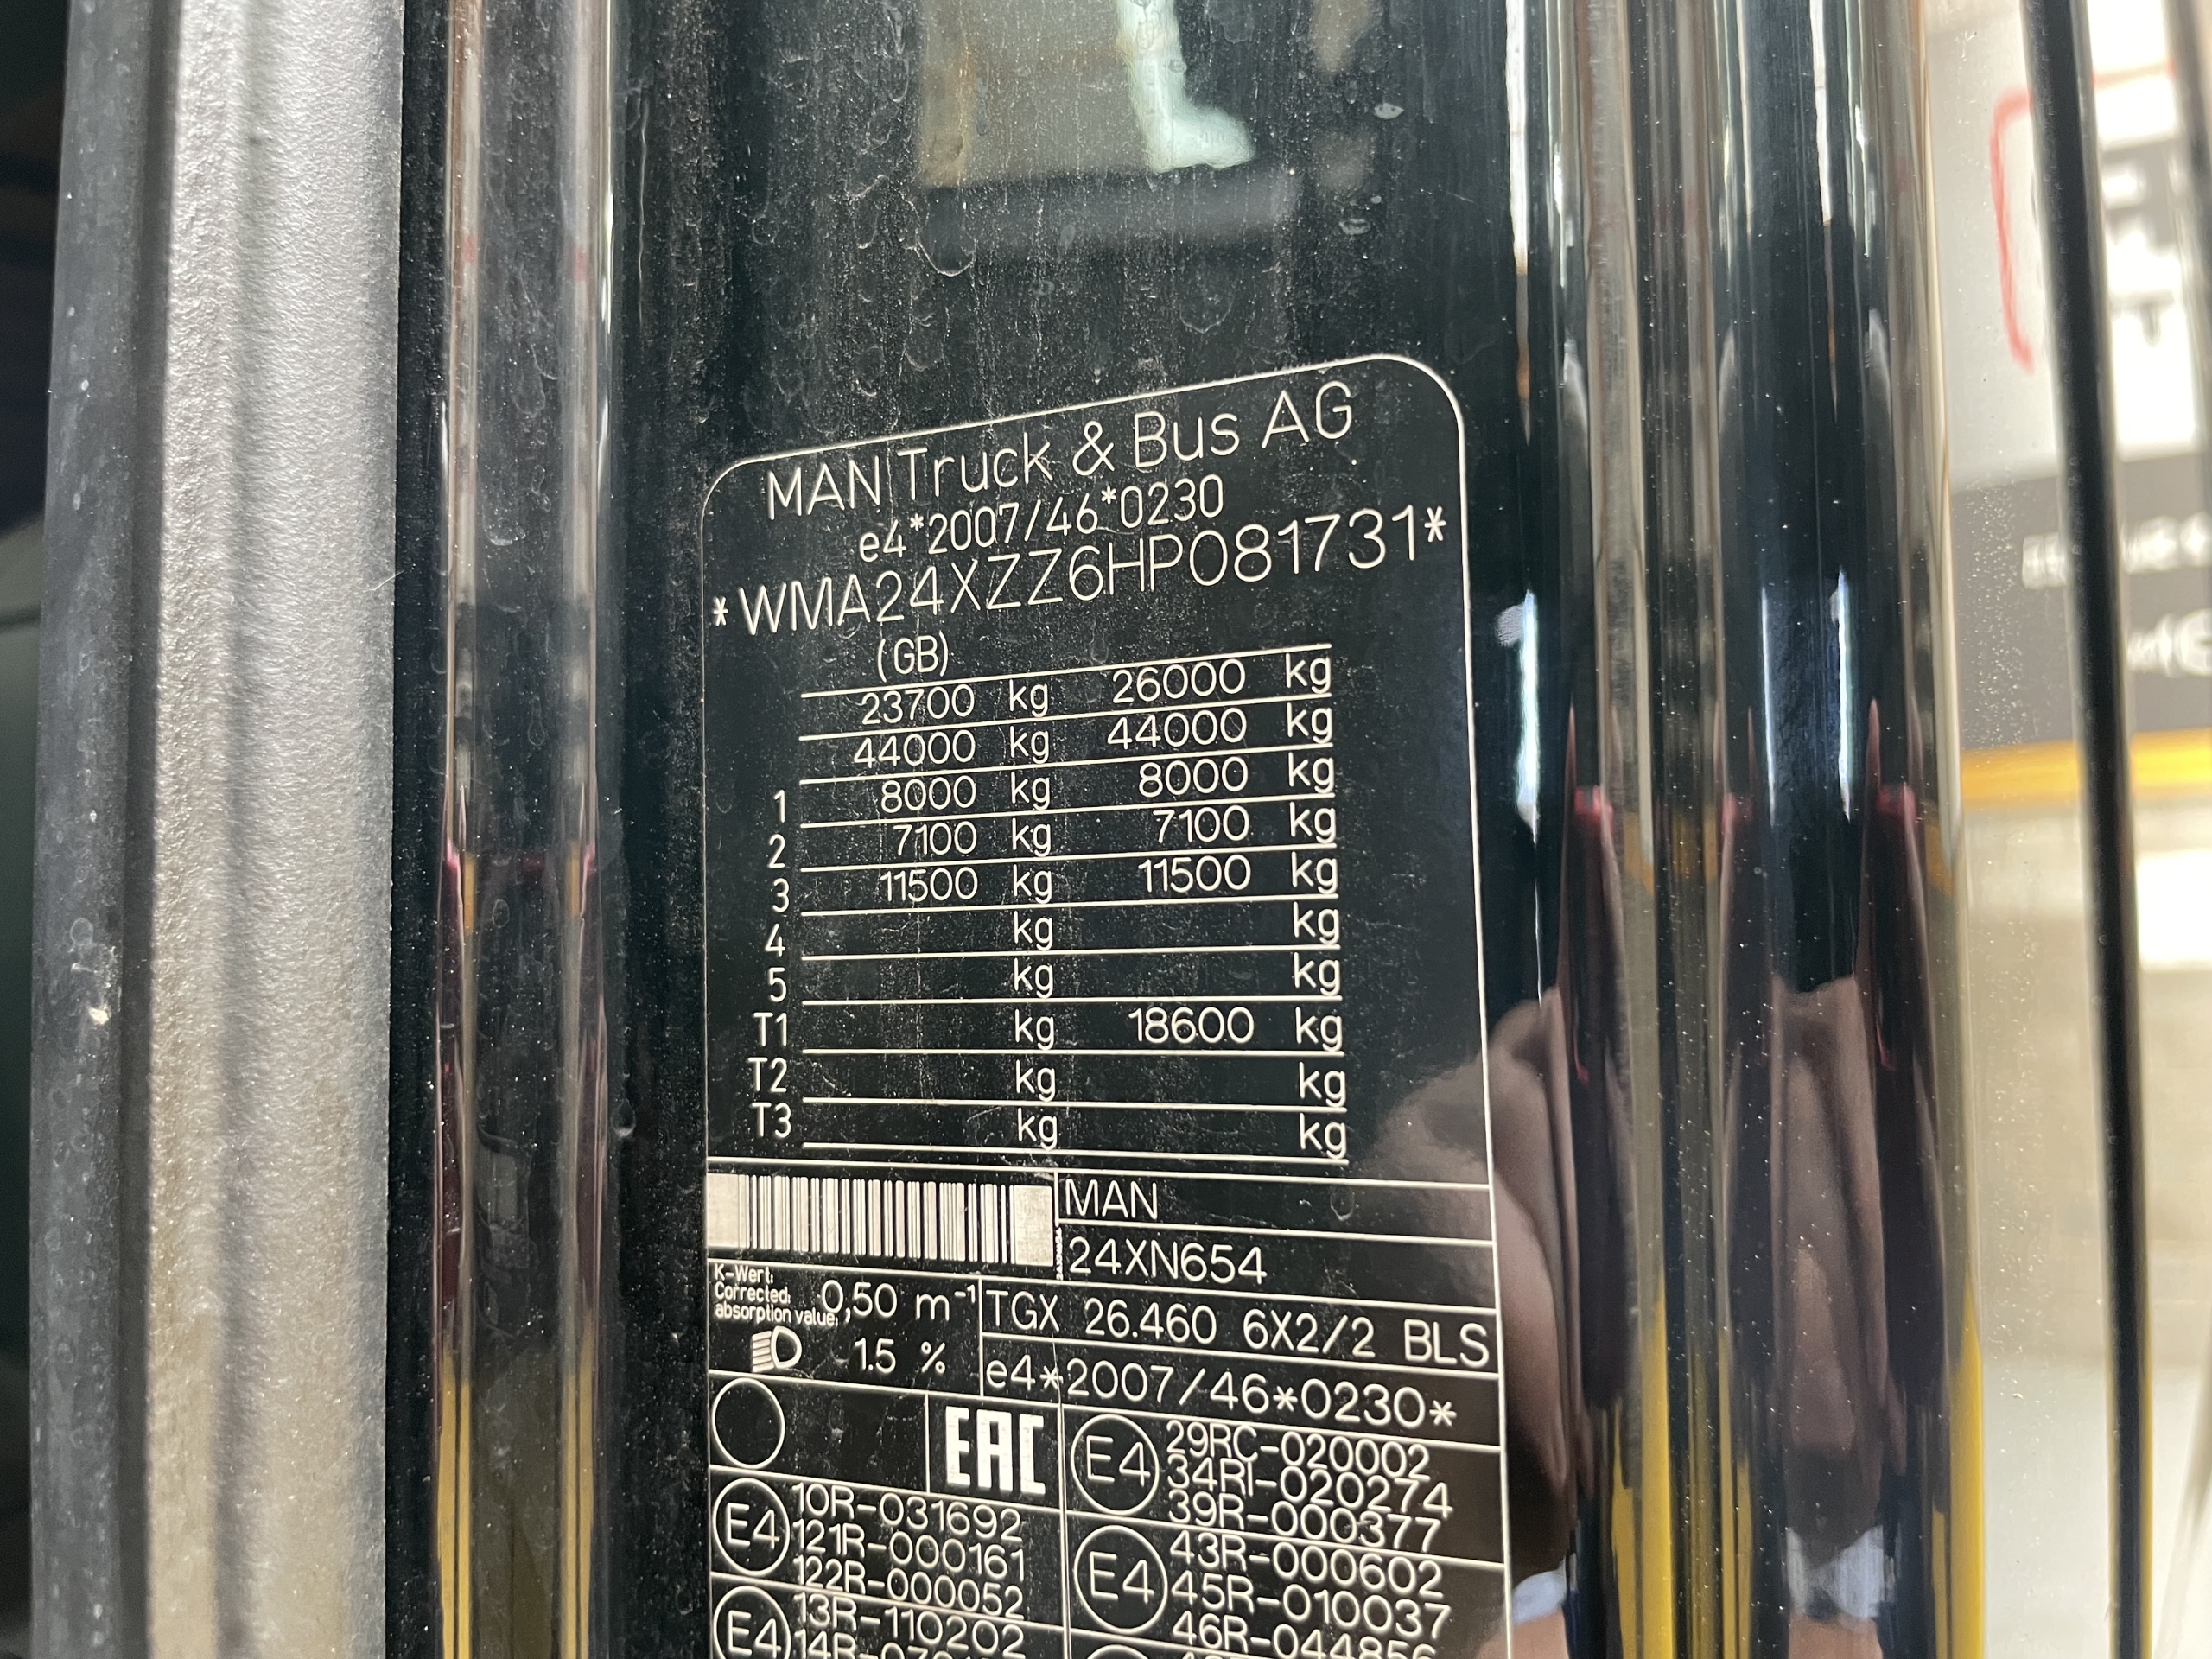 MAN Truck & Bus AG
e4*2007/46*0230
*WMA24XZZ6HP081731*
(GB)
23700 kg 26000 kg
44000 kg 44000 kg
1 8000 kg 8000 kg
2 7100 kg 7100 kg
3 11500 kg 11500 kg
4 kg kg
5 kg kg
T1 kg 18600 kg
T2 kg kg
T3 kg kg
MAN
24XN654
K-Wert:
Corrected:
absorption value:
0,50 m⁻¹
TGX 26.460 6X2/2 BLS
1.5 %
e4*2007/46*0230*
EAC
E4
29RC-020002
34RI-020274
39R-000377
E4
10R-031692
121R-000161
122R-000052
E4
43R-000602
45R-010037
46R-044856
E4
13R-110202